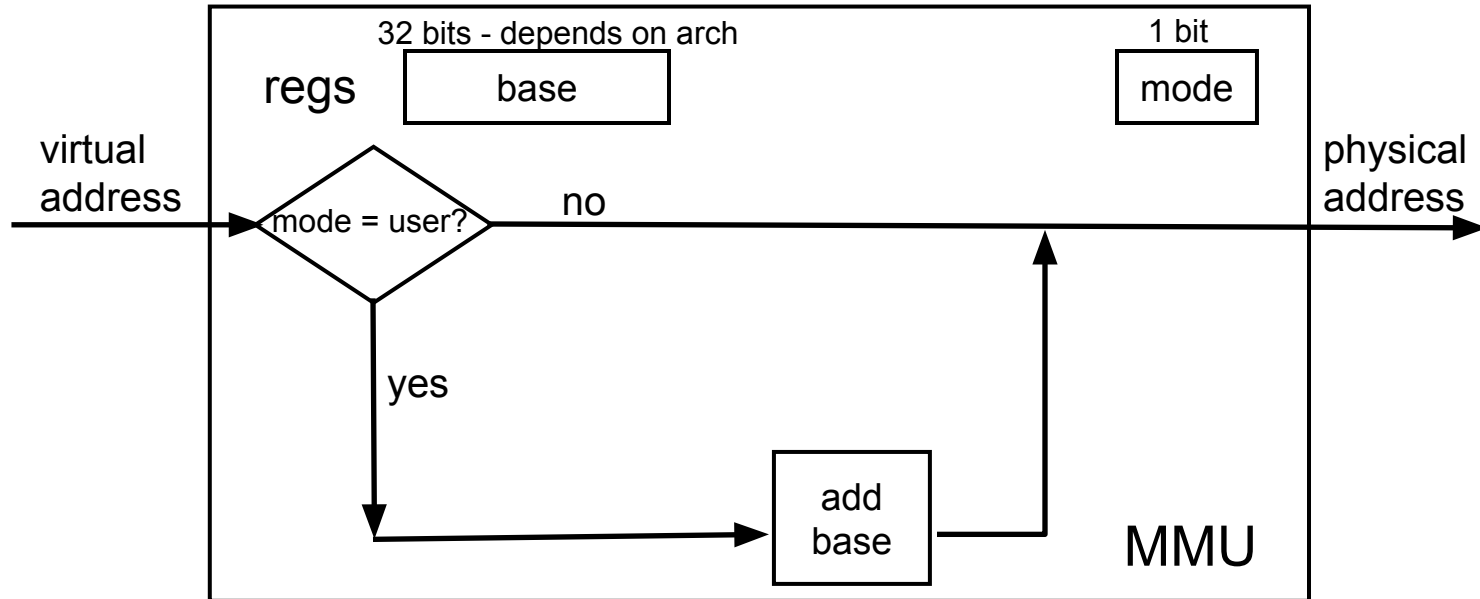 32 bits - depends on arch
1 bit
regs
base
mode
virtual
address
physical
address
mode = user?
no
yes
add
base
MMU